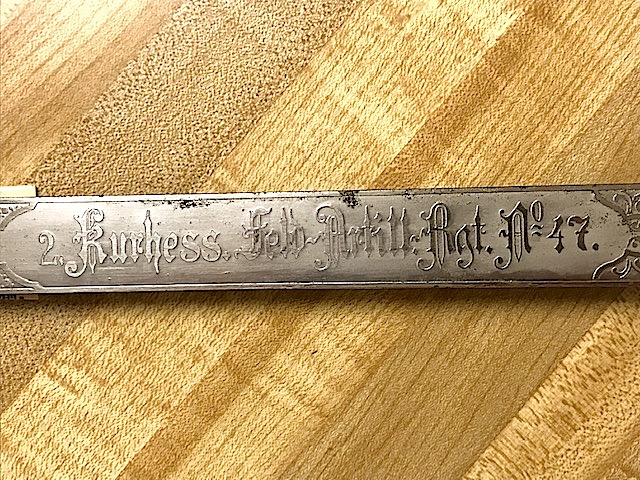 2. Kurhess. Feld-Artill.-Rgt. No 47.